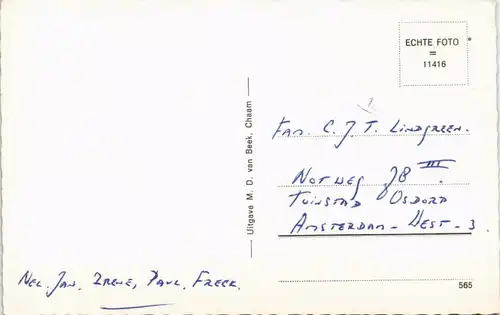 ECHTE FOTO
=
11416
Uitgave M. D. van Beek, Chaam
Fam. C. J. T. Lindgreen.
Notweg 78 III.
Tuinstad Osdorp
Amsterdam-West-3
Nel. Jan. Irene, Paul. Freek.
565